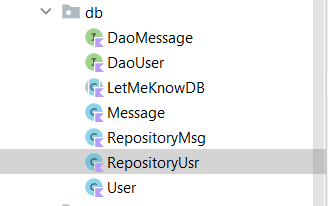 db
DaoMessage
DaoUser
LetMeKnowDB
Message
RepositoryMsg
RepositoryUsr
User